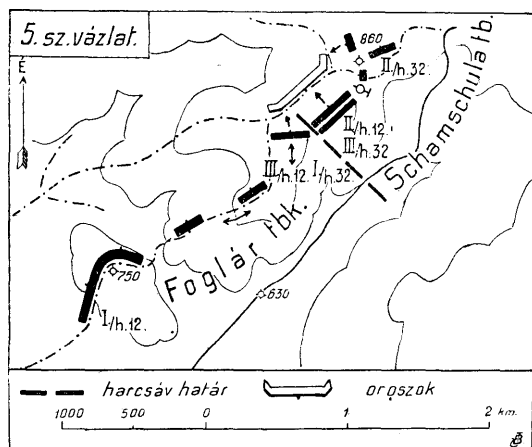 5. sz. vázlat.
É
860
II/h.32.
II/h.12.
III/h.32
III/h.12.
I/h.32.
Schamschula tb.
Foglár tbk.
750
I/h.12.
630
harcsáv határ
oroszok
1000 500 0 1 2 km.